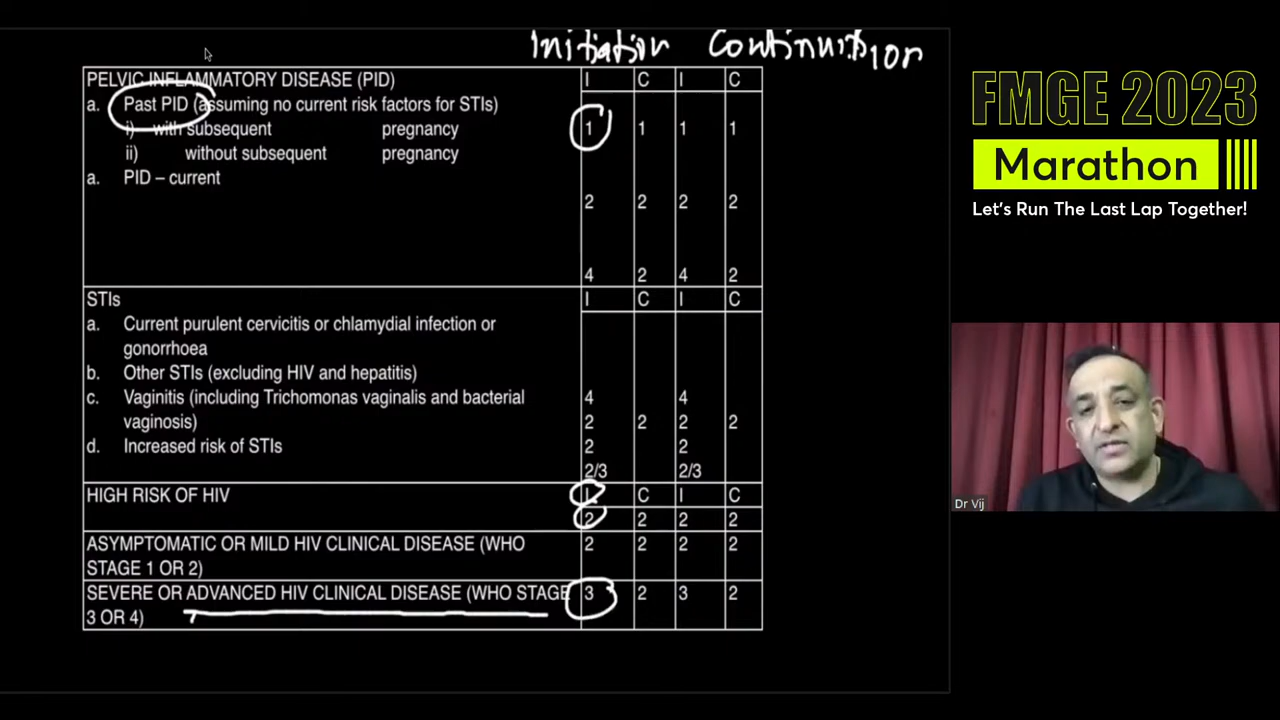 Initiation Continuition
PELVIC INFLAMMATORY DISEASE (PID) I C I C
a. Past PID (assuming no current risk factors for STIs)
i) with subsequent pregnancy 1 1 1 1
ii) without subsequent pregnancy
a. PID – current
2 2 2 2
4 2 4 2
STIs I C I C
a. Current purulent cervicitis or chlamydial infection or
gonorrhoea
b. Other STIs (excluding HIV and hepatitis)
c. Vaginitis (including Trichomonas vaginalis and bacterial 4 4
vaginosis) 2 2 2 2
d. Increased risk of STIs 2 2
2/3 2/3
HIGH RISK OF HIV I C I C
2 2 2 2
ASYMPTOMATIC OR MILD HIV CLINICAL DISEASE (WHO 2 2 2 2
STAGE 1 OR 2)
SEVERE OR ADVANCED HIV CLINICAL DISEASE (WHO STAGE 3 2 3 2
3 OR 4)
FMGE 2023
Marathon
Let's Run The Last Lap Together!
Dr Vij